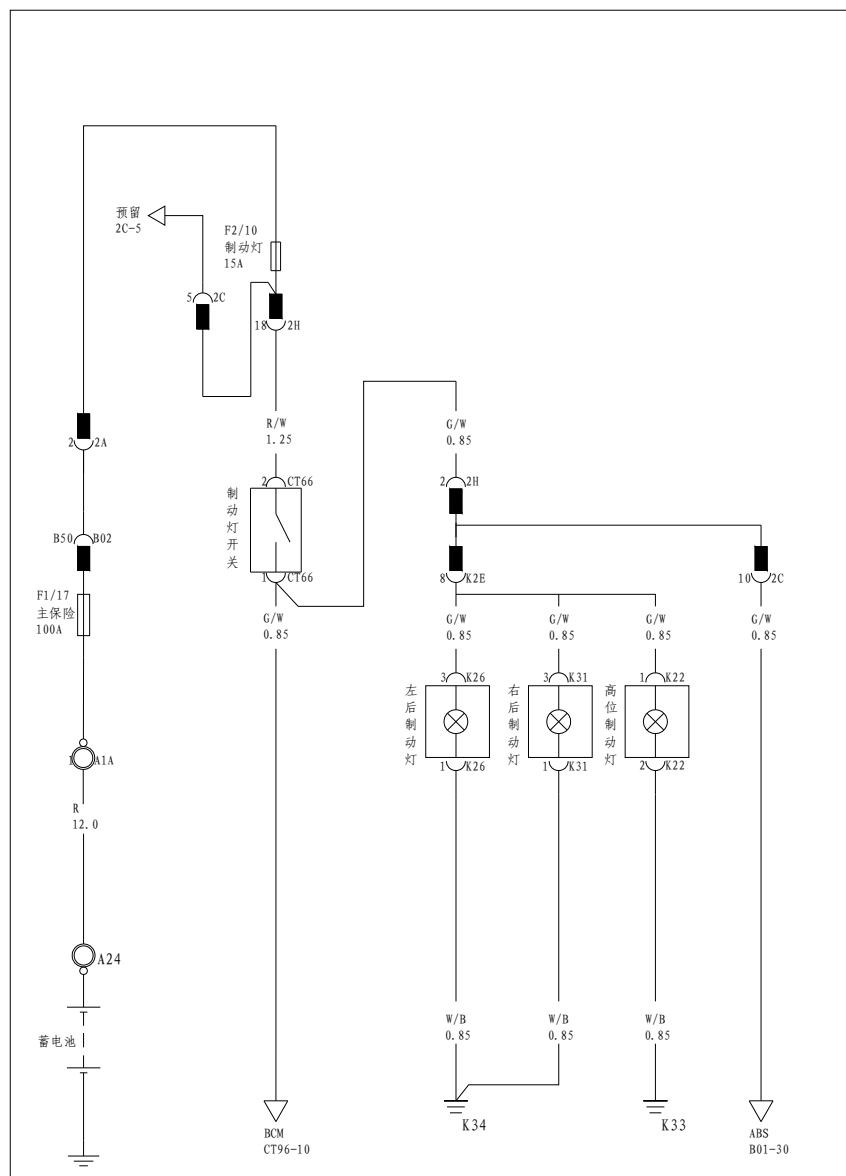 预留
2C-5
F2/10
制动灯
15A
5
2C
18
2H
R/W
1.25
G/W
0.85
2
2A
2
CT66
2
2H
制动灯开关
B50
B02
1
CT66
8
K2E
10
2C
F1/17
主保险
100A
G/W
0.85
G/W
0.85
G/W
0.85
G/W
0.85
G/W
0.85
3
K26
3
K31
1
K22
左后制动灯
右后制动灯
高位制动灯
1
A1A
1
K26
1
K31
2
K22
R
12.0
A24
蓄电池
W/B
0.85
W/B
0.85
W/B
0.85
K34
K33
BCM
CT96-10
ABS
B01-30